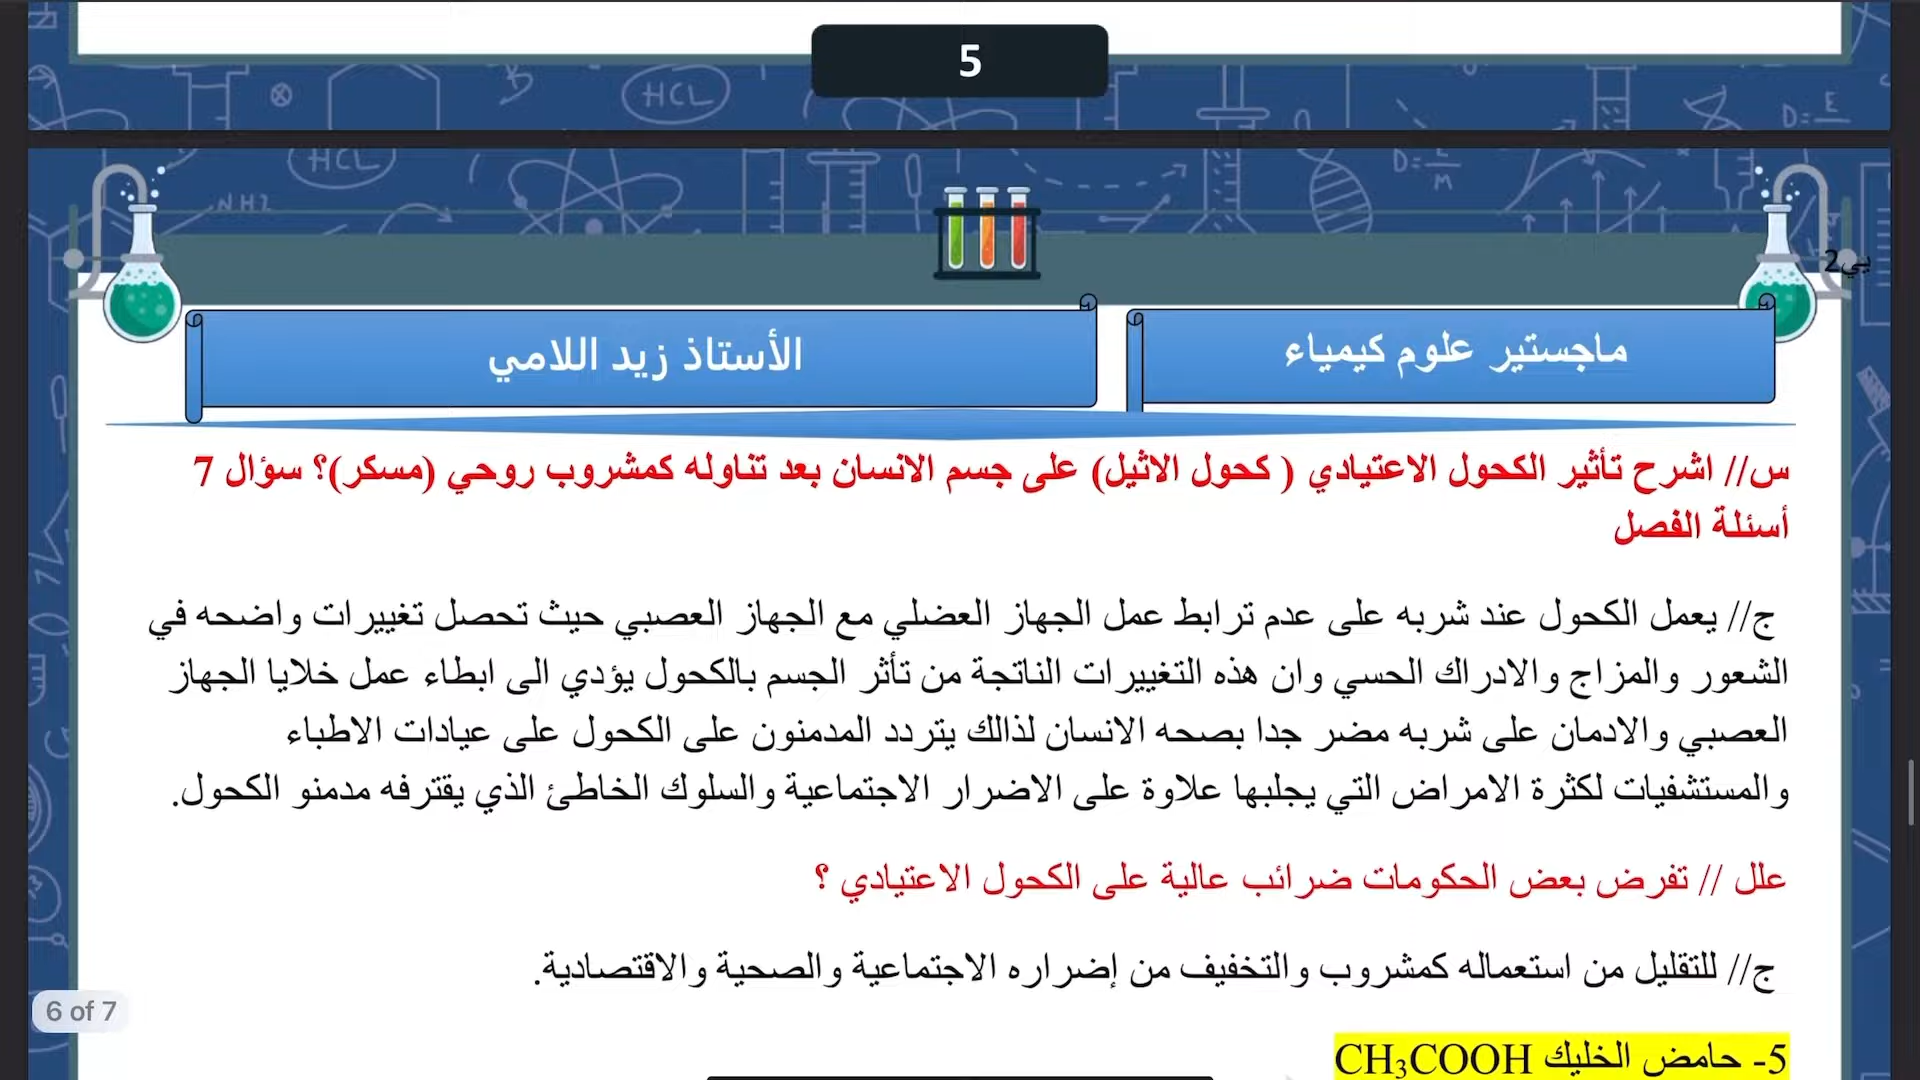 5
HCL
D= E
HCL
NH2
D= M
بي2
ماجستير علوم كيمياء
الأستاذ زيد اللامي
س// اشرح تأثير الكحول الاعتيادي ( كحول الاثيل) على جسم الانسان بعد تناوله كمشروب روحي (مسكر)؟ سؤال 7
أسئلة الفصل
ج// يعمل الكحول عند شربه على عدم ترابط عمل الجهاز العضلي مع الجهاز العصبي حيث تحصل تغييرات واضحه في
الشعور والمزاج والادراك الحسي وان هذه التغييرات الناتجة من تأثر الجسم بالكحول يؤدي الى ابطاء عمل خلايا الجهاز
العصبي والادمان على شربه مضر جدا بصحه الانسان لذالك يتردد المدمنون على الكحول على عيادات الاطباء
والمستشفيات لكثرة الامراض التي يجلبها علاوة على الاضرار الاجتماعية والسلوك الخاطئ الذي يقترفه مدمنو الكحول.
علل // تفرض بعض الحكومات ضرائب عالية على الكحول الاعتيادي ؟
ج// للتقليل من استعماله كمشروب والتخفيف من إضراره الاجتماعية والصحية والاقتصادية.
6 of 7
5- حامض الخليك CH₃COOH